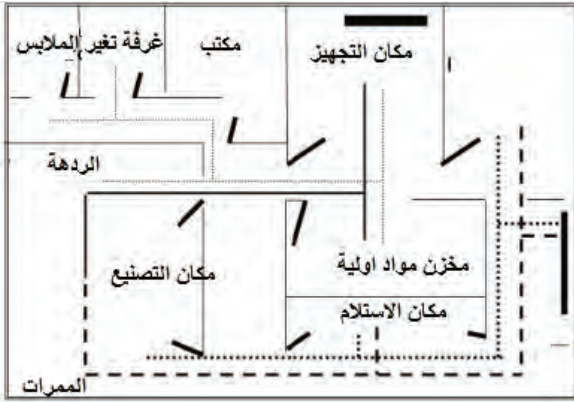 غرفة تغير الملابس
مكتب
مكان التجهيز
الردهة
مكان التصنيع
مخزن مواد اولية
مكان الاستلام
الممرات